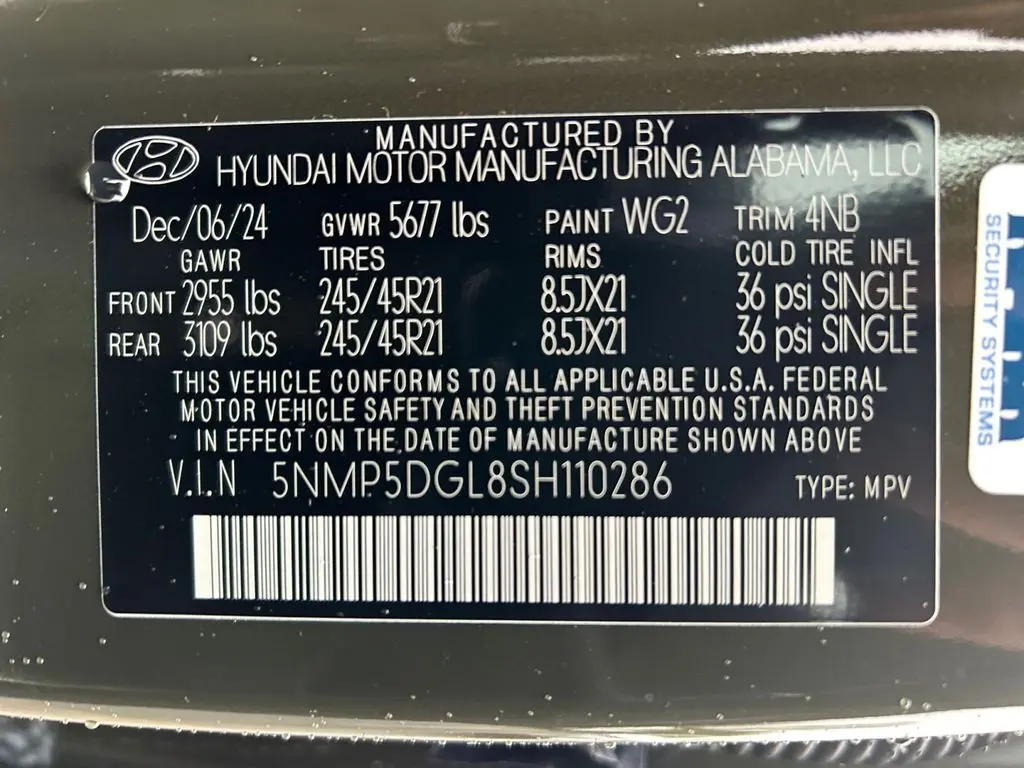 MANUFACTURED BY
HYUNDAI MOTOR MANUFACTURING ALABAMA, LLC
Dec/06/24 GVWR 5677 lbs PAINT WG2 TRIM 4NB
GAWR TIRES RIMS COLD TIRE INFL
FRONT 2955 lbs 245/45R21 8.5JX21 36 psi SINGLE
REAR 3109 lbs 245/45R21 8.5JX21 36 psi SINGLE
THIS VEHICLE CONFORMS TO ALL APPLICABLE U.S.A. FEDERAL
MOTOR VEHICLE SAFETY AND THEFT PREVENTION STANDARDS
IN EFFECT ON THE DATE OF MANUFACTURE SHOWN ABOVE
V.I.N 5NMP5DGL8SH110286 TYPE: MPV
SECURITY SYSTEMS